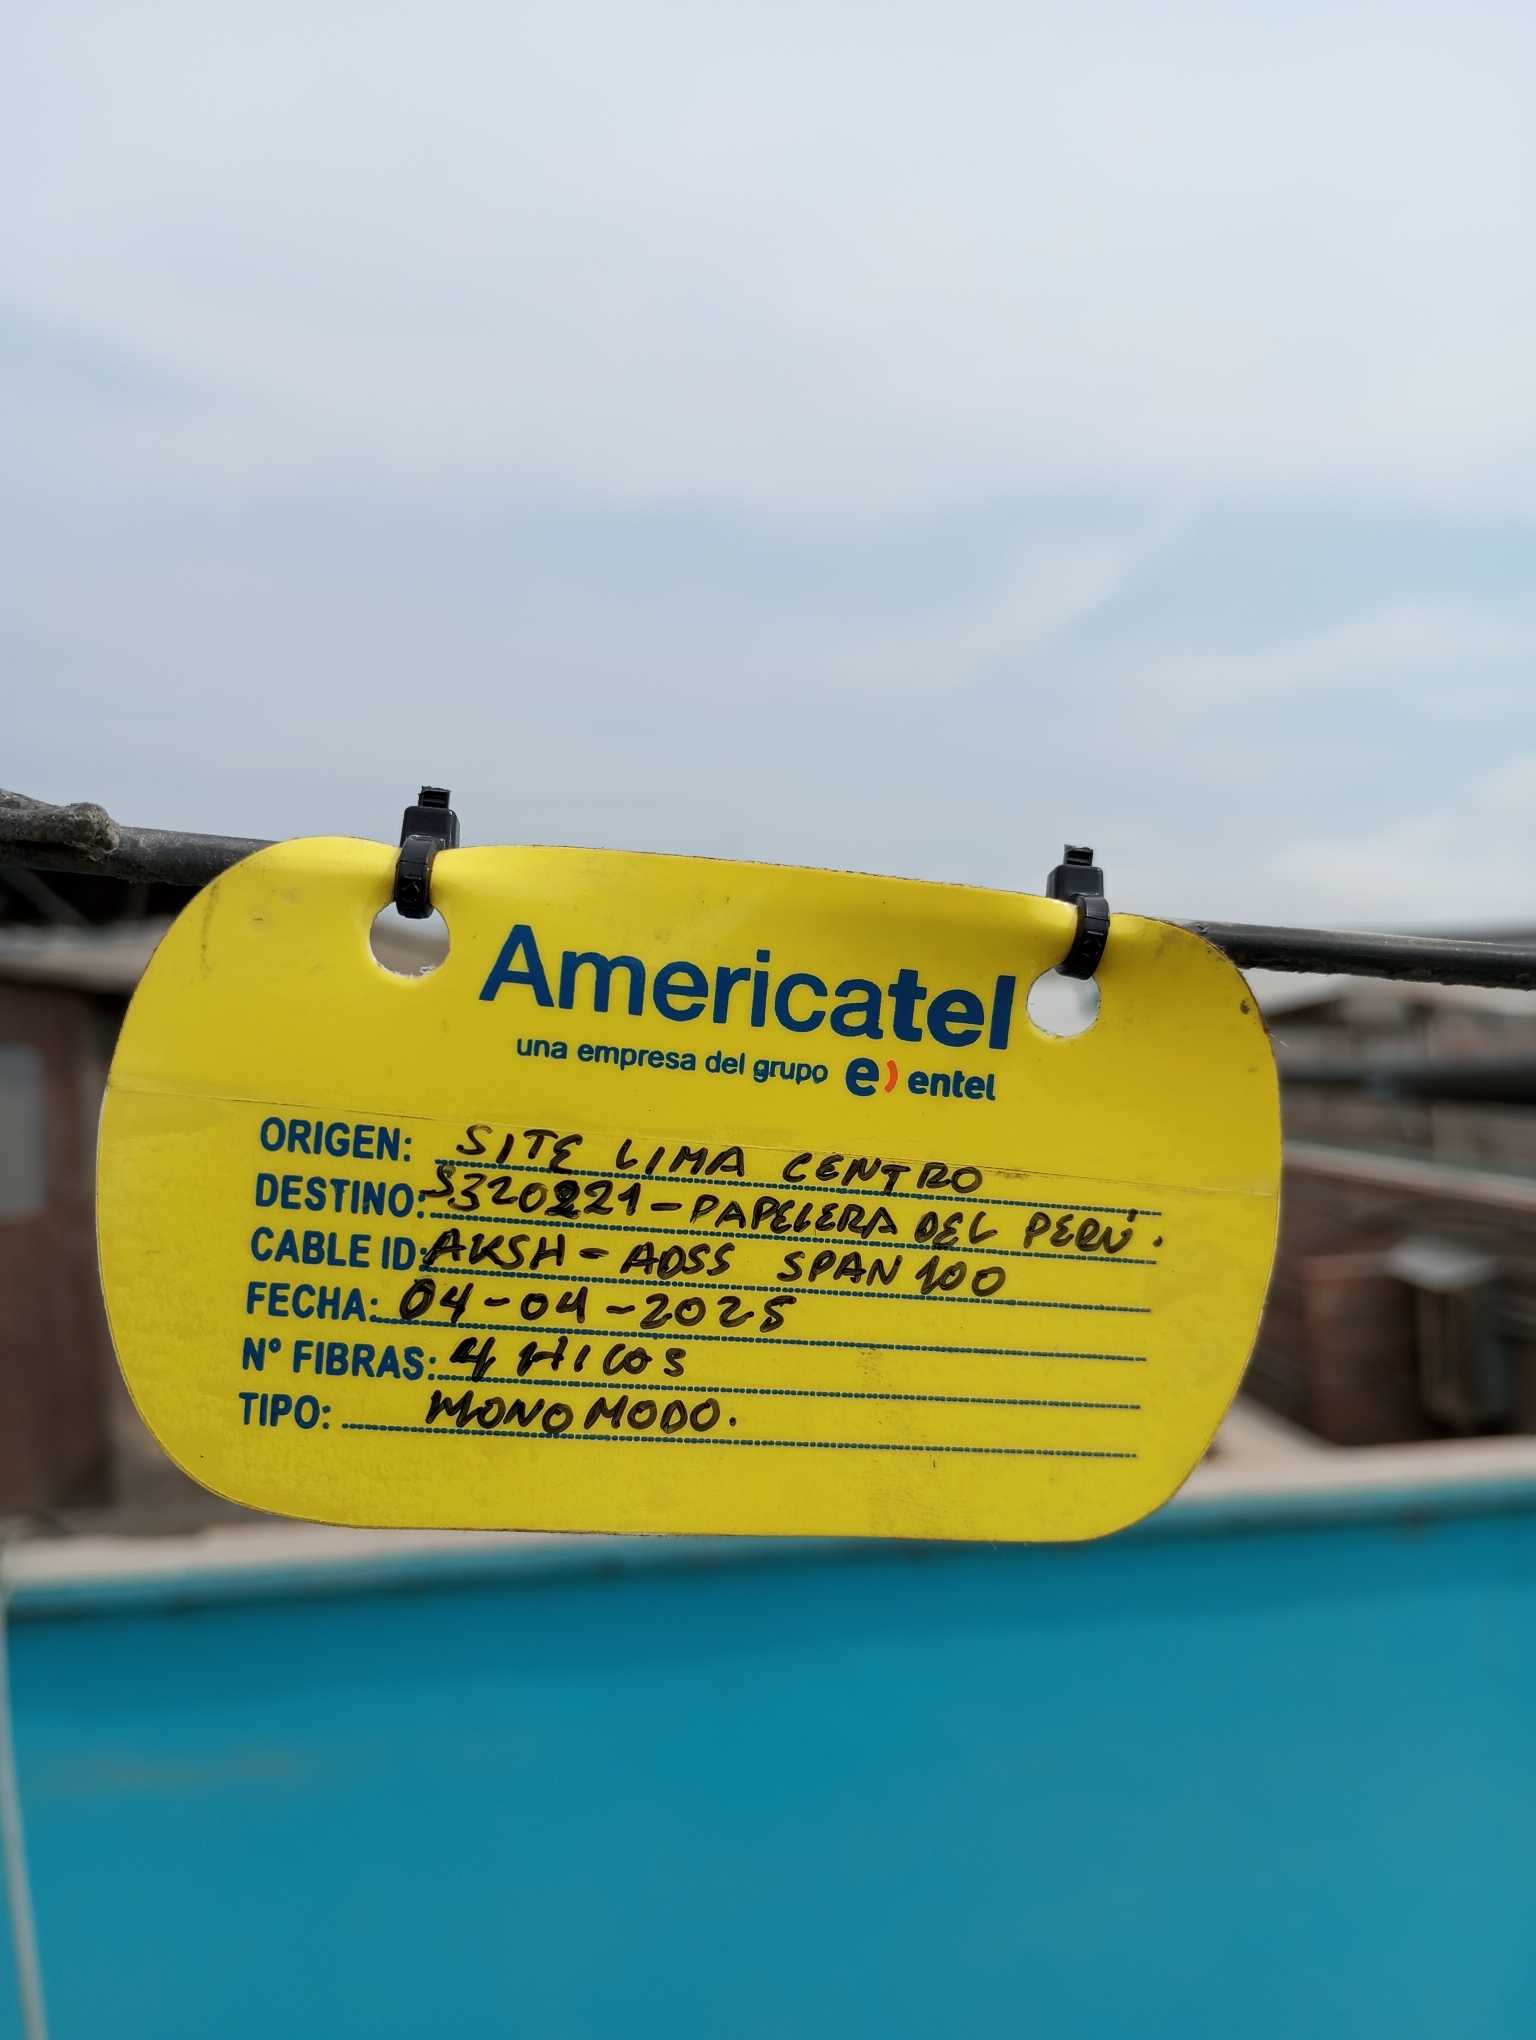 Americatel
una empresa del grupo e) entel
ORIGEN: SITE LIMA CENTRO
DESTINO: S320221-PAPELERA DEL PERÚ.
CABLE ID: AKSH-ADSS SPAN 100
FECHA: 04-04-2025
N° FIBRAS: 4 HILOS
TIPO: MONOMODO.